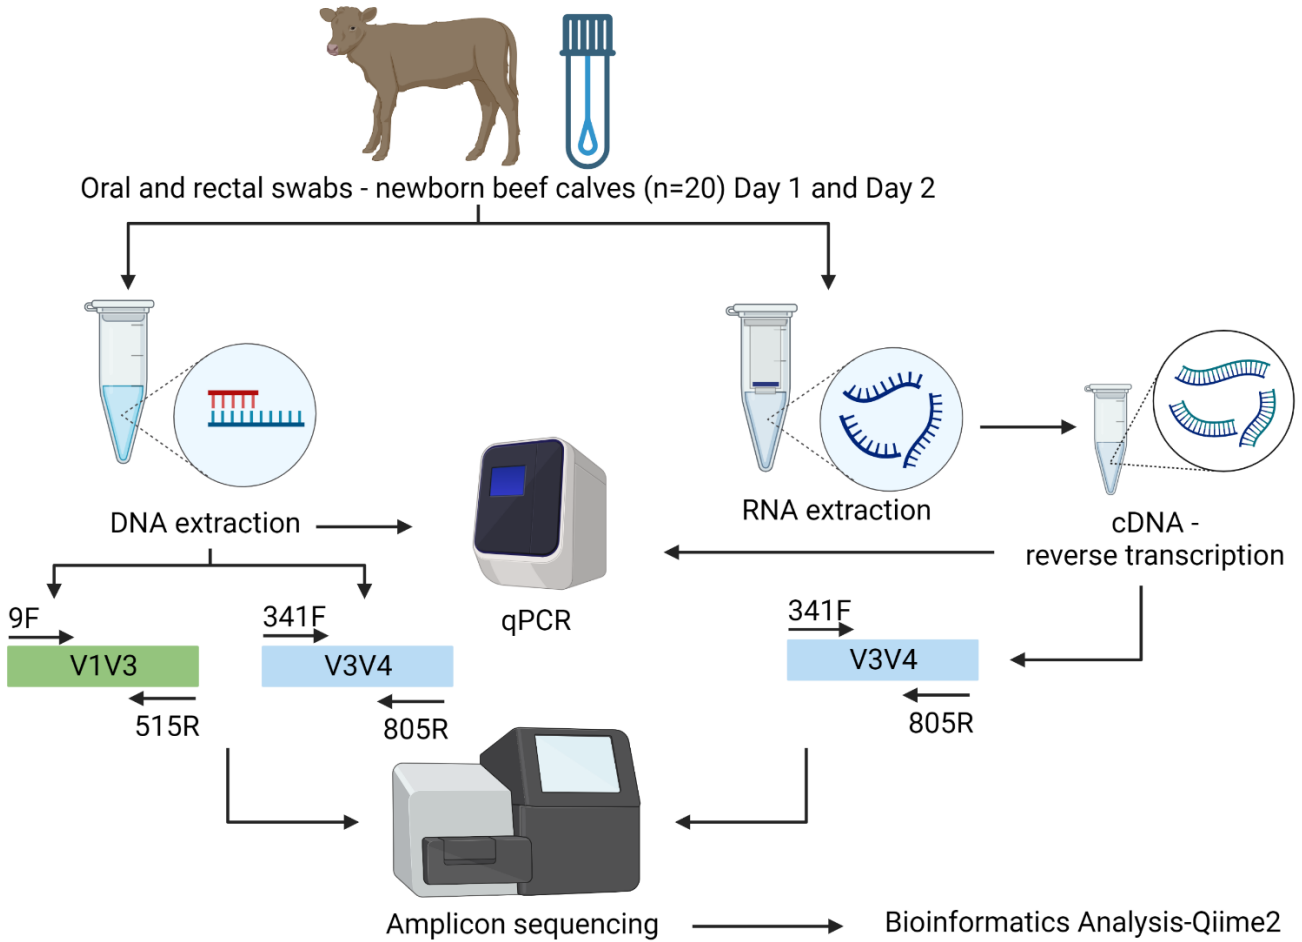 Oral and rectal swabs - newborn beef calves (n=20) Day 1 and Day 2
DNA extraction
RNA extraction
cDNA -
reverse transcription
qPCR
9F
V1V3
515R
341F
V3V4
805R
341F
V3V4
805R
Amplicon sequencing
Bioinformatics Analysis-Qiime2